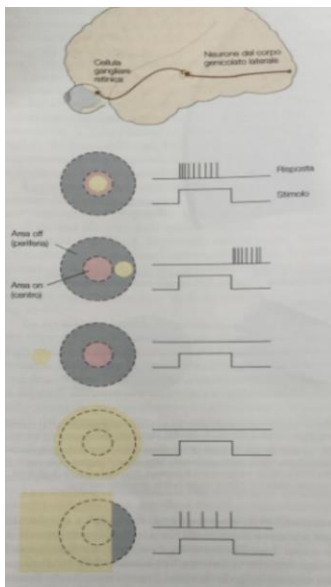 Cellula
gangliare
retinica
Neurone del corpo
genicolato laterale
Risposta
Stimolo
Area off
(periferia)
Area on
(centro)